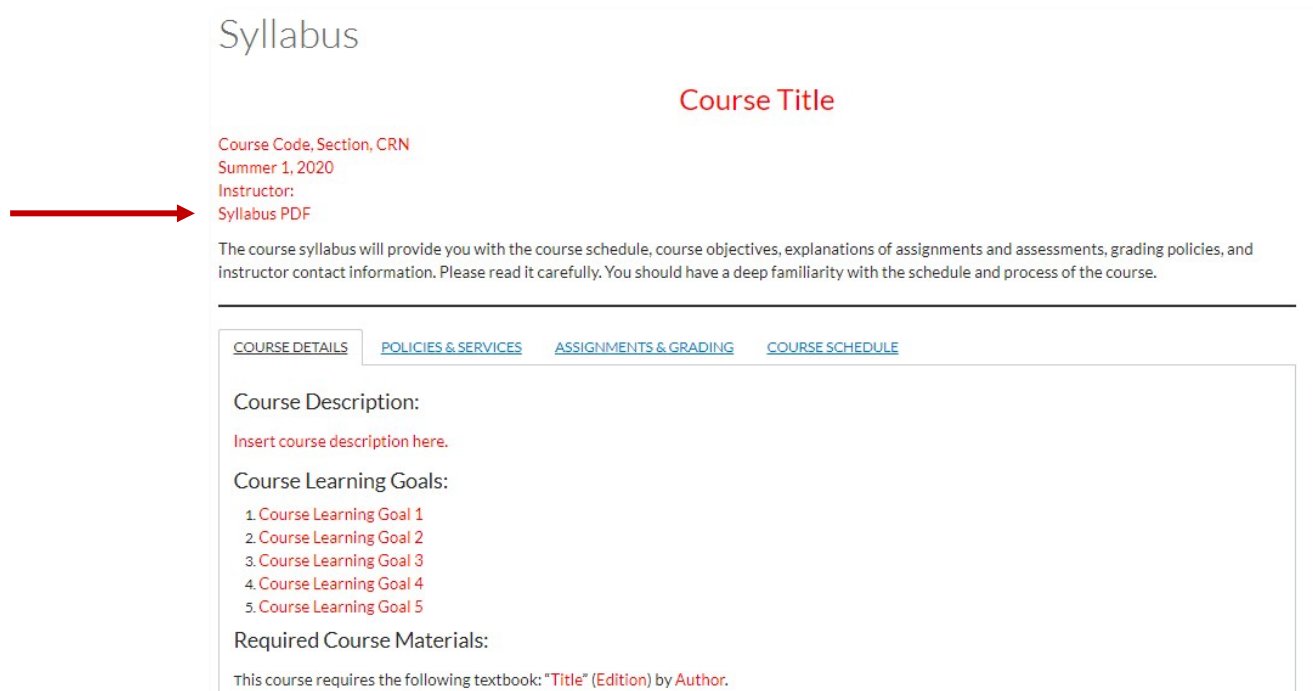 Syllabus
Course Title
Course Code, Section, CRN
Summer 1, 2020
Instructor:
Syllabus PDF
The course syllabus will provide you with the course schedule, course objectives, explanations of assignments and assessments, grading policies, and
instructor contact information. Please read it carefully. You should have a deep familiarity with the schedule and process of the course.
COURSE DETAILS POLICIES & SERVICES ASSIGNMENTS & GRADING COURSE SCHEDULE
Course Description:
Insert course description here.
Course Learning Goals:
1. Course Learning Goal 1
2. Course Learning Goal 2
3. Course Learning Goal 3
4. Course Learning Goal 4
5. Course Learning Goal 5
Required Course Materials:
This course requires the following textbook: "Title" (Edition) by Author.